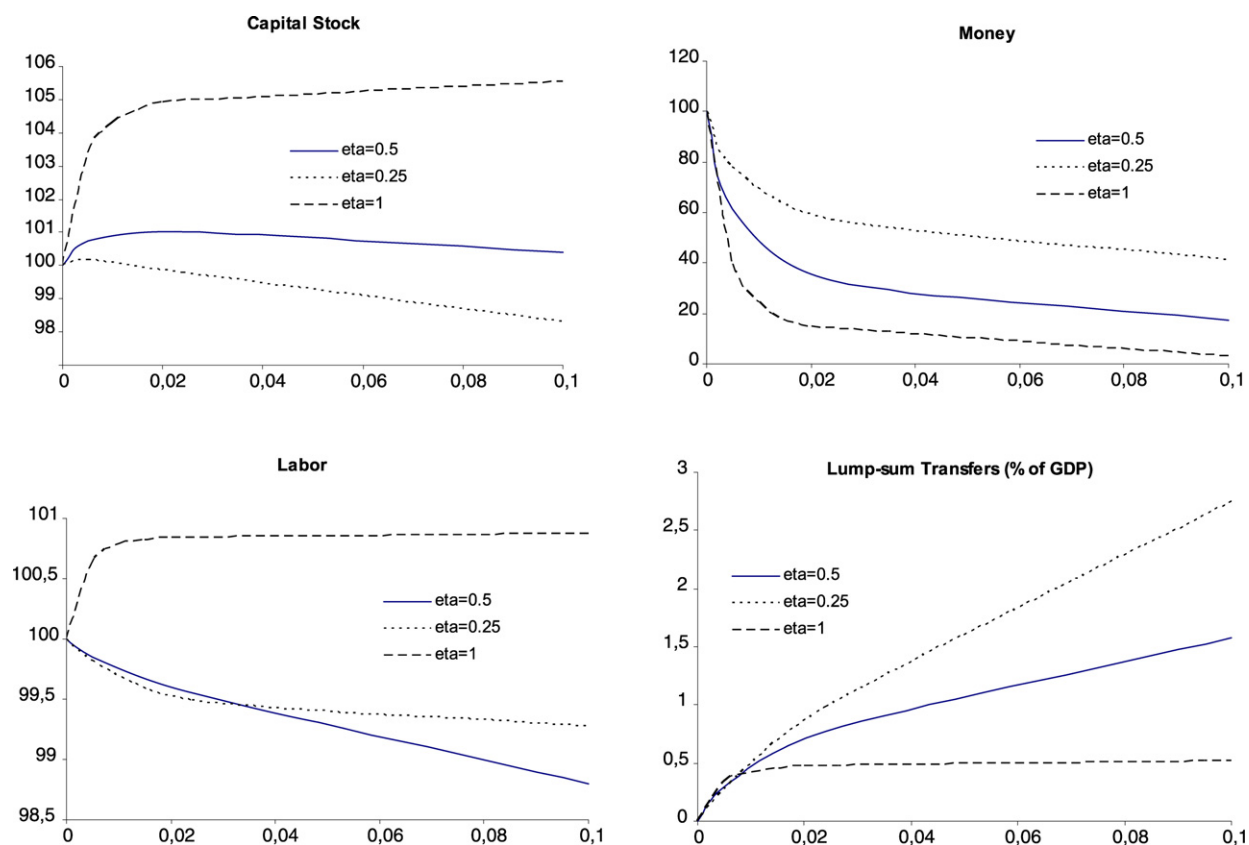 Capital Stock
106
105
104
103
102
101
100
99
98
eta=0.5
eta=0.25
eta=1
0 0,02 0,04 0,06 0,08 0,1
Money
120
100
80
60
40
20
0
eta=0.5
eta=0.25
eta=1
0 0,02 0,04 0,06 0,08 0,1
Labor
101
100,5
100
99,5
99
98,5
eta=0.5
eta=0.25
eta=1
0 0,02 0,04 0,06 0,08 0,1
Lump-sum Transfers (% of GDP)
3
2,5
2
1,5
1
0,5
0
eta=0.5
eta=0.25
eta=1
0 0,02 0,04 0,06 0,08 0,1